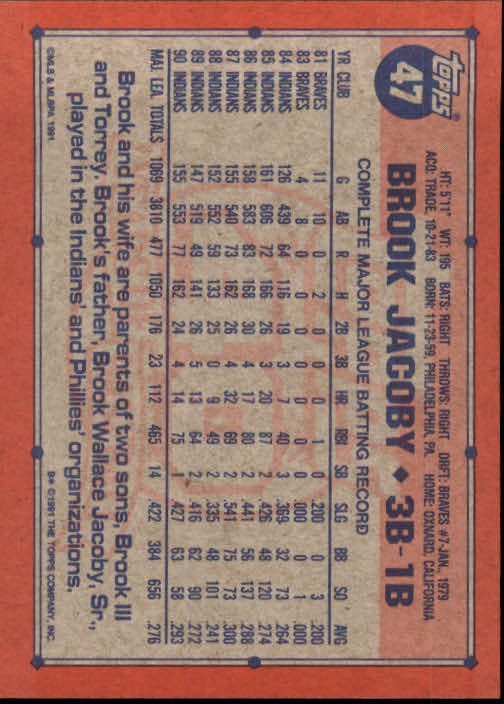 topps®
47
HT: 5'11" WT: 195 BATS: RIGHT THROWS: RIGHT DRFT: BRAVES #7-JAN., 1979
ACQ: TRADE, 10-21-83 BORN: 11-23-59, PHILADELPHIA, PA. HOME: OXNARD, CALIFORNIA
BROOK JACOBY ♦ 3B-1B
COMPLETE MAJOR LEAGUE BATTING RECORD
YR CLUB G AB R H 2B 3B HR RBI SB SLG BB SO AVG
81 BRAVES 11 10 0 2 0 0 0 1 0 .200 0 3 .200
83 BRAVES 4 8 0 0 0 0 0 0 0 .000 0 1 .000
84 INDIANS 126 439 64 116 19 3 7 40 3 .369 32 73 .264
85 INDIANS 161 606 72 166 26 3 20 87 2 .426 48 120 .274
86 INDIANS 158 583 83 168 30 4 17 80 2 .441 56 137 .288
87 INDIANS 155 540 73 162 26 4 32 69 2 .541 75 73 .300
88 INDIANS 152 552 59 133 25 0 9 49 2 .335 48 101 .241
89 INDIANS 147 519 49 141 26 5 13 64 2 .416 62 90 .272
90 INDIANS 155 553 77 162 24 4 14 75 1 .427 63 58 .293
MAJ. LEA. TOTALS 1069 3810 477 1050 176 23 112 465 14 .422 384 656 .276
Brook and his wife are parents of two sons, Brook III
and Torrey. Brook's father, Brook Wallace Jacoby, Sr.,
played in the Indians' and Phillies' organizations.
©MLB & MLBPA 1991
B* ©1991 THE TOPPS COMPANY, INC.